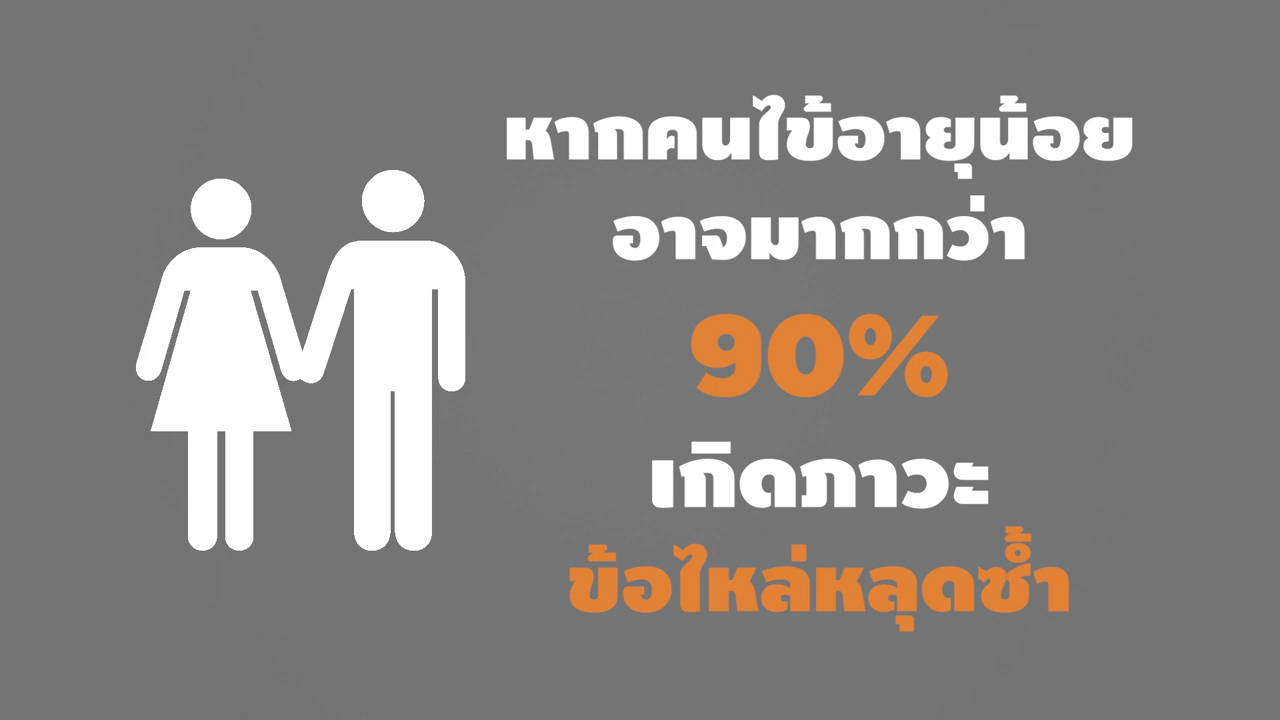 หากคนไข้อายุน้อย
อาจมากกว่า
90%
เกิดภาวะ
ข้อไหล่หลุดซ้ำ